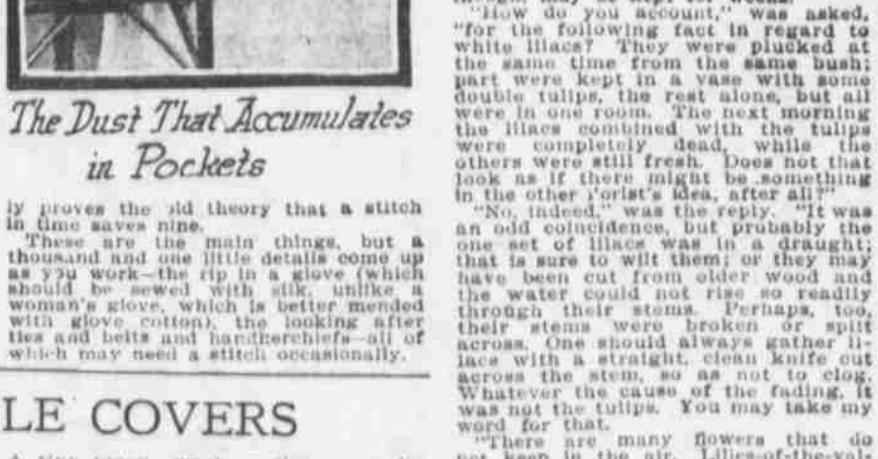 The Dust That Accumulates
in Pockets
ly proves the old theory that a stitch
in time saves nine.
These are the main things, but a
thousand and one little details come up
as you work—the rip in a glove (which
should be sewed with silk, unlike a
woman's glove, which is better mended
with glove cotton), the looking after
ties and belts and handkerchiefs—all of
which may need a stitch occasionally.
LE COVERS
"How do you account," was asked,
"for the following fact in regard to
white lilacs? They were plucked at
the same time from the same bush;
part were kept in a vase with some
double tulips, the rest alone, but all
were in one room. The next morning
the lilacs combined with the tulips
were completely dead, while the
others were still fresh. Does not that
look as if there might be something
in the other florist's idea, after all?"
"No, indeed," was the reply. "It was
an odd coincidence, but probably the
one set of lilacs was in a draught;
that is sure to wilt them; or they may
have been cut from older wood and
the water could not rise so readily
through their stems. Perhaps, too,
their stems were broken or split
across. One should always gather li-
lacs with a straight, clean knife cut
across the stem, so as not to clog.
Whatever the cause of the fading, it
was not the tulips. You may take my
word for that.
"There are many flowers that do
not keep in the air. Lilies-of-the-val-